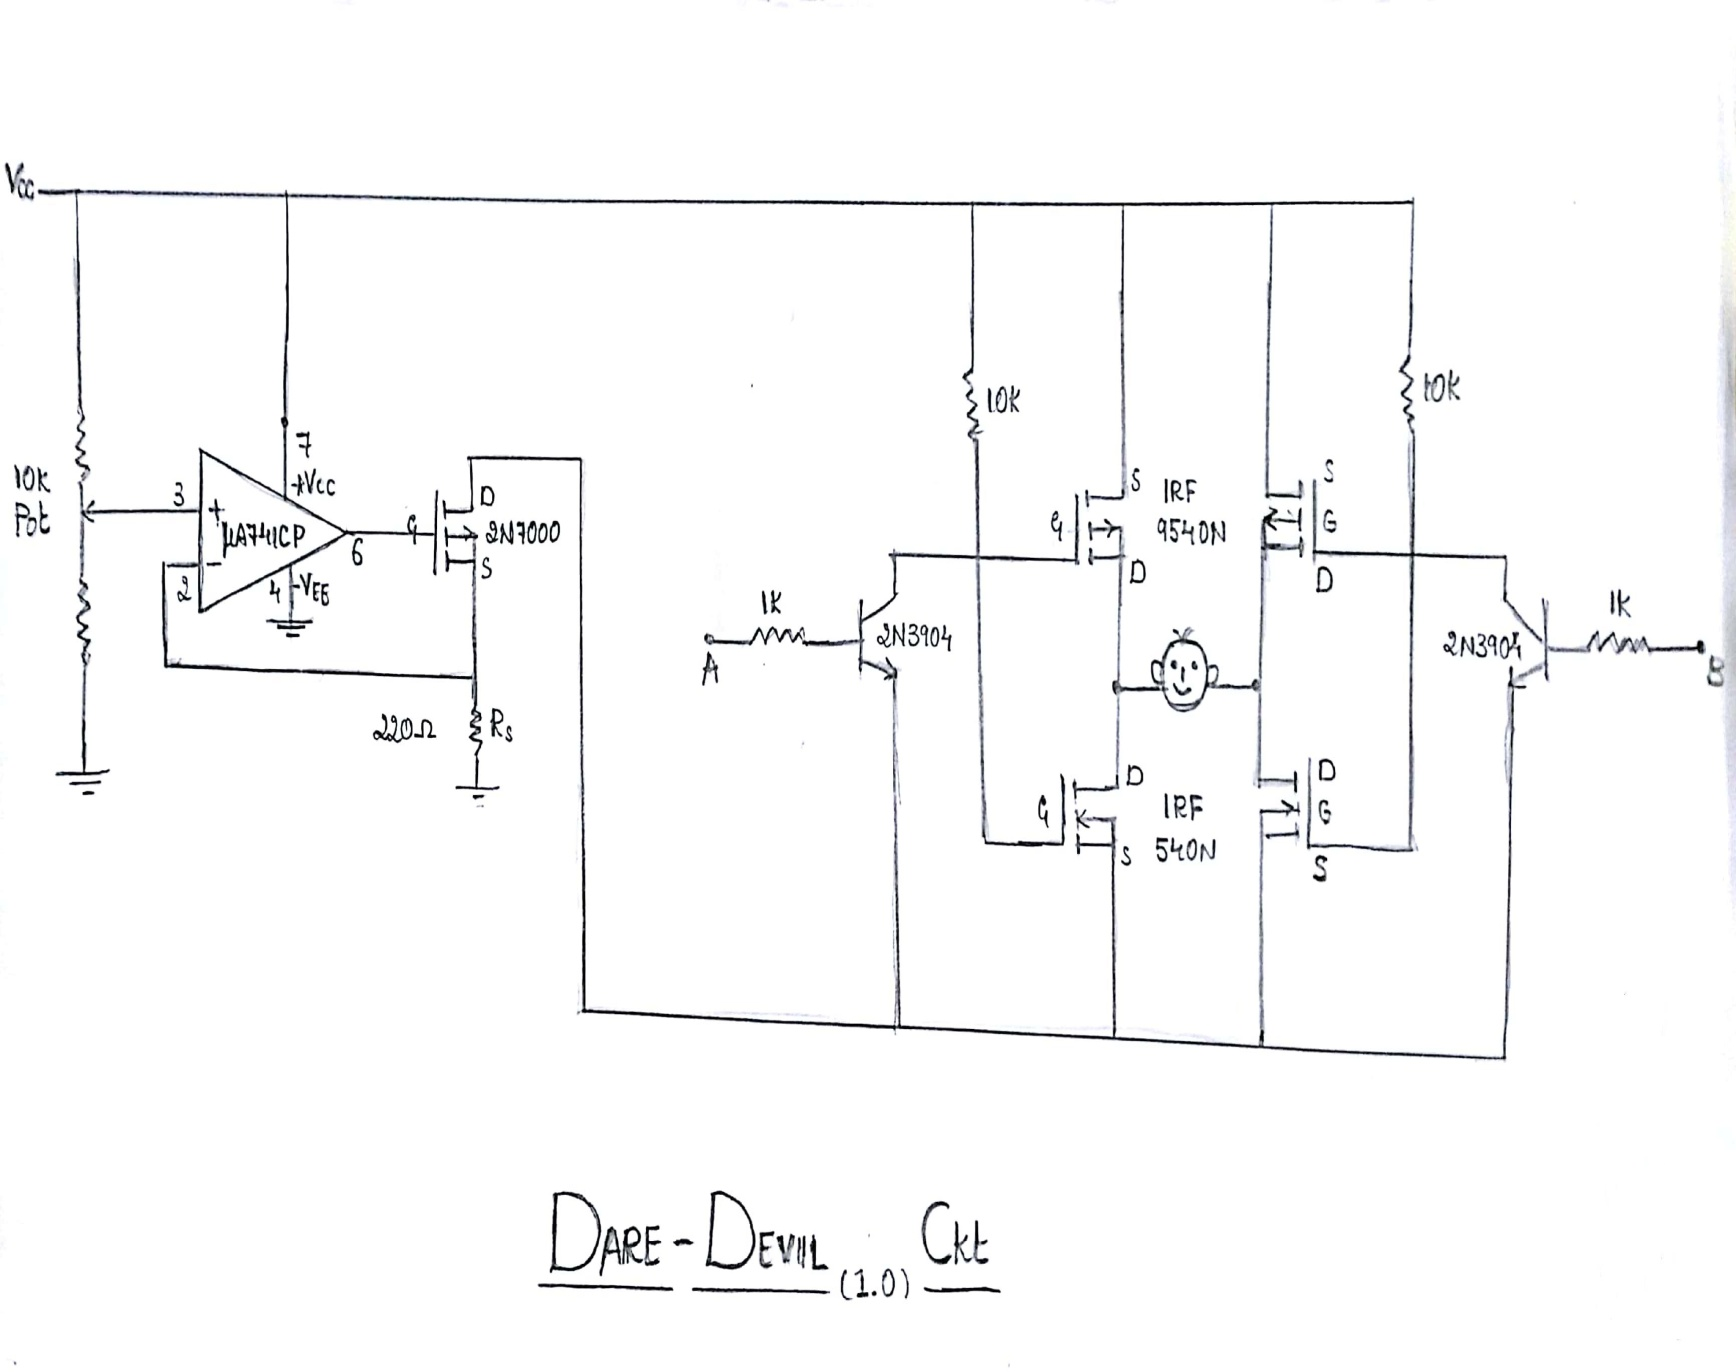 Vcc
10K
Pot
3
+
7
+Vcc
μA741CP
2
-
4
-VEE
6
G
D
2N7000
S
220Ω
Rs
A
1K
2N3904
10K
G
S
IRF
9540N
D
G
D
IRF
540N
S
S
G
D
D
G
S
10K
2N3904
1K
B
DARE-DEVIL (1.0) Ckt